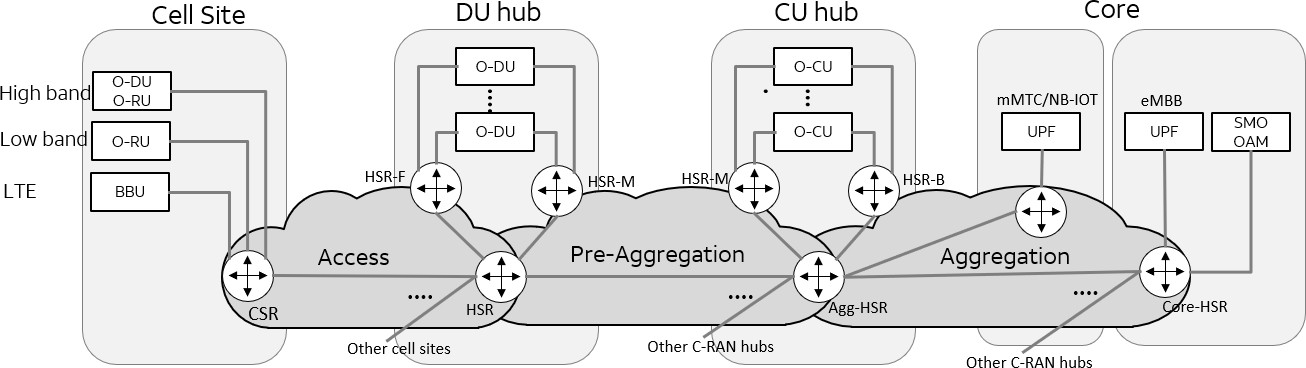 Cell Site
DU hub
CU hub
Core
High band
O-DU
O-RU
Low band
O-RU
LTE
BBU
O-DU
O-DU
O-CU
O-CU
mMTC/NB-IOT
UPF
eMBB
UPF
SMO
OAM
HSR-F
HSR-M
HSR-M
HSR-B
Access
Pre-Aggregation
Aggregation
CSR
HSR
Agg-HSR
Core-HSR
Other cell sites
Other C-RAN hubs
Other C-RAN hubs